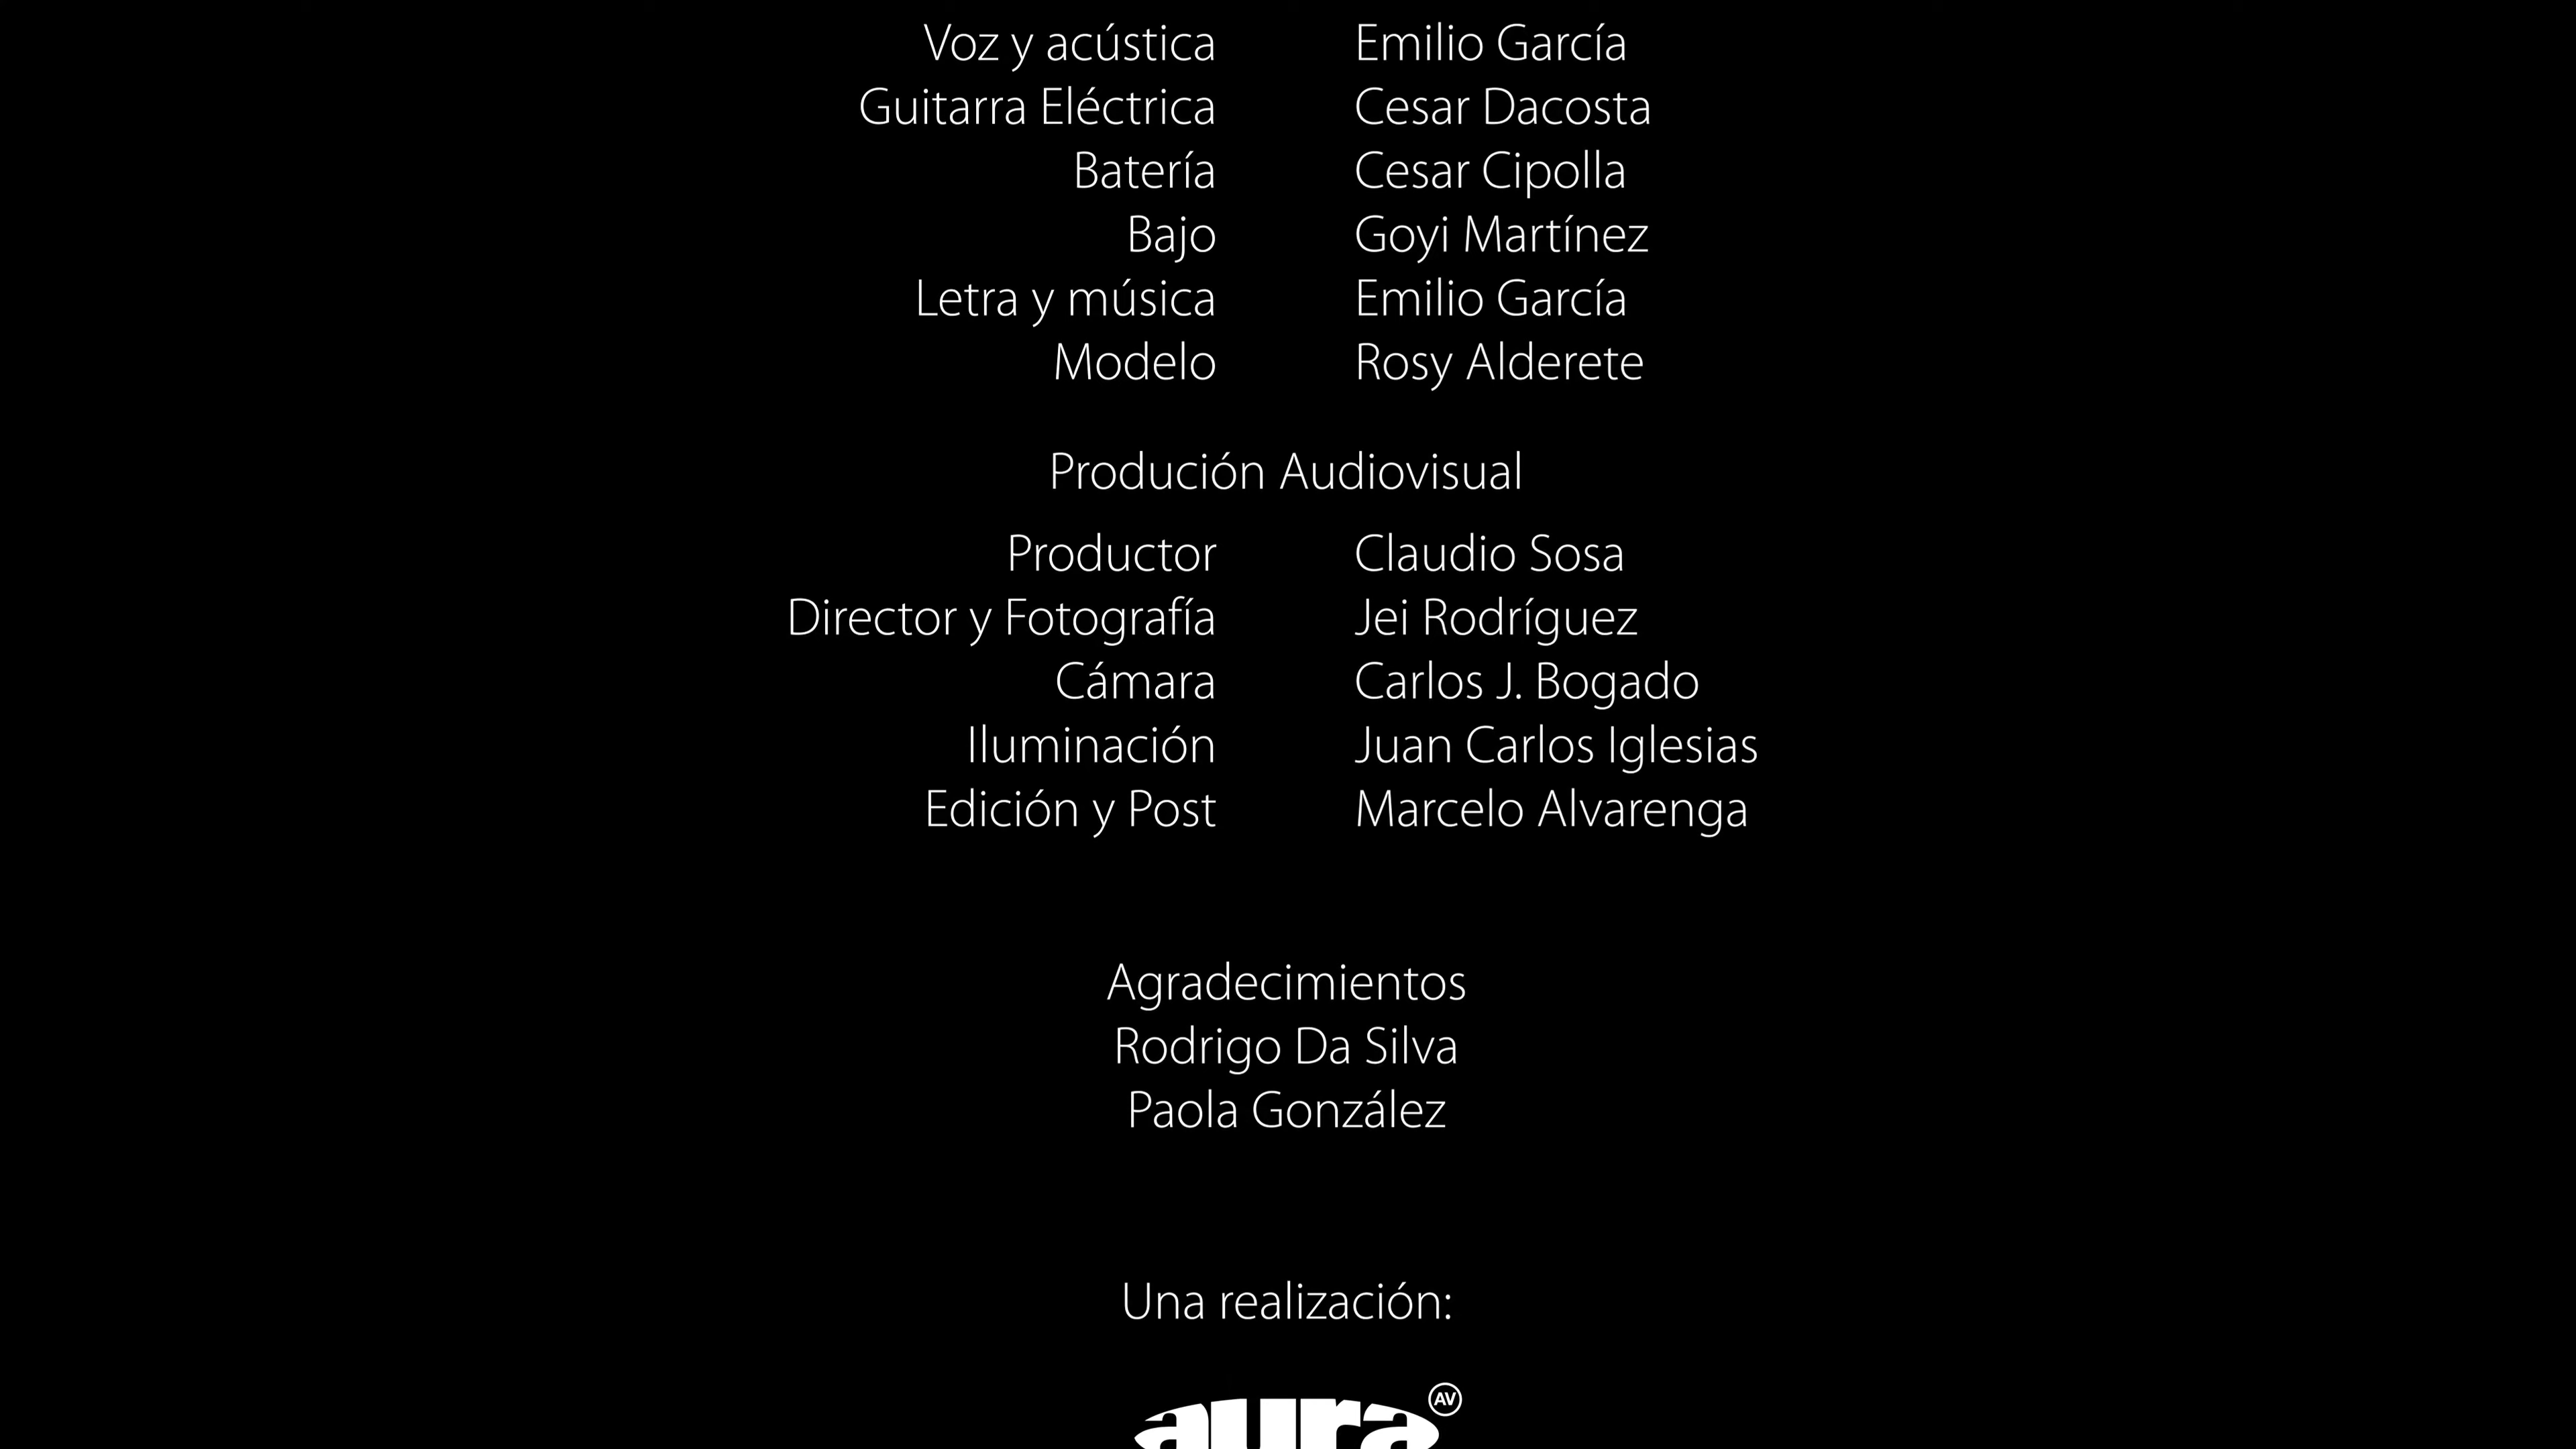 Voz y acústica Emilio García
Guitarra Eléctrica Cesar Dacosta
Batería Cesar Cipolla
Bajo Goyi Martínez
Letra y música Emilio García
Modelo Rosy Alderete
Produción Audiovisual
Productor Claudio Sosa
Director y Fotografía Jei Rodríguez
Cámara Carlos J. Bogado
Iluminación Juan Carlos Iglesias
Edición y Post Marcelo Alvarenga
Agradecimientos
Rodrigo Da Silva
Paola González
Una realización:
aura AV